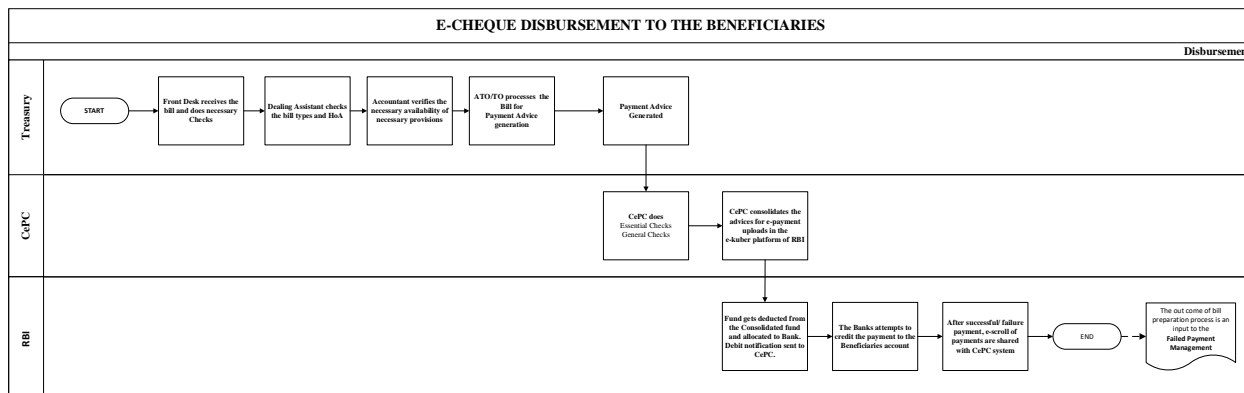 E-CHEQUE DISBURSEMENT TO THE BENEFICIARIES
Disbursemen
Treasury
START
Front Desk receives the
bill and does necessary
Checks
Dealing Assistant checks
the bill types and HoA
Accountant verifies the
necessary availability of
necessary provisions
ATO/TO processes the
Bill for
Payment Advice
generation
Payment Advice
Generated
CePC
CePC does
Essential Checks
General Checks
CePC consolidates the
advices for e-payment
uploads in the
e-kuber platform of RBI
RBI
Fund gets deducted from
the Consolidated fund
and allocated to Bank.
Debit notification sent to
CePC.
The Banks attempts to
credit the payment to the
Beneficiaries account
After successful/ failure
payment, e-scroll of
payments are shared
with CePC system
END
The out come of bill
preparation process is an
input to the
Failed Payment
Management